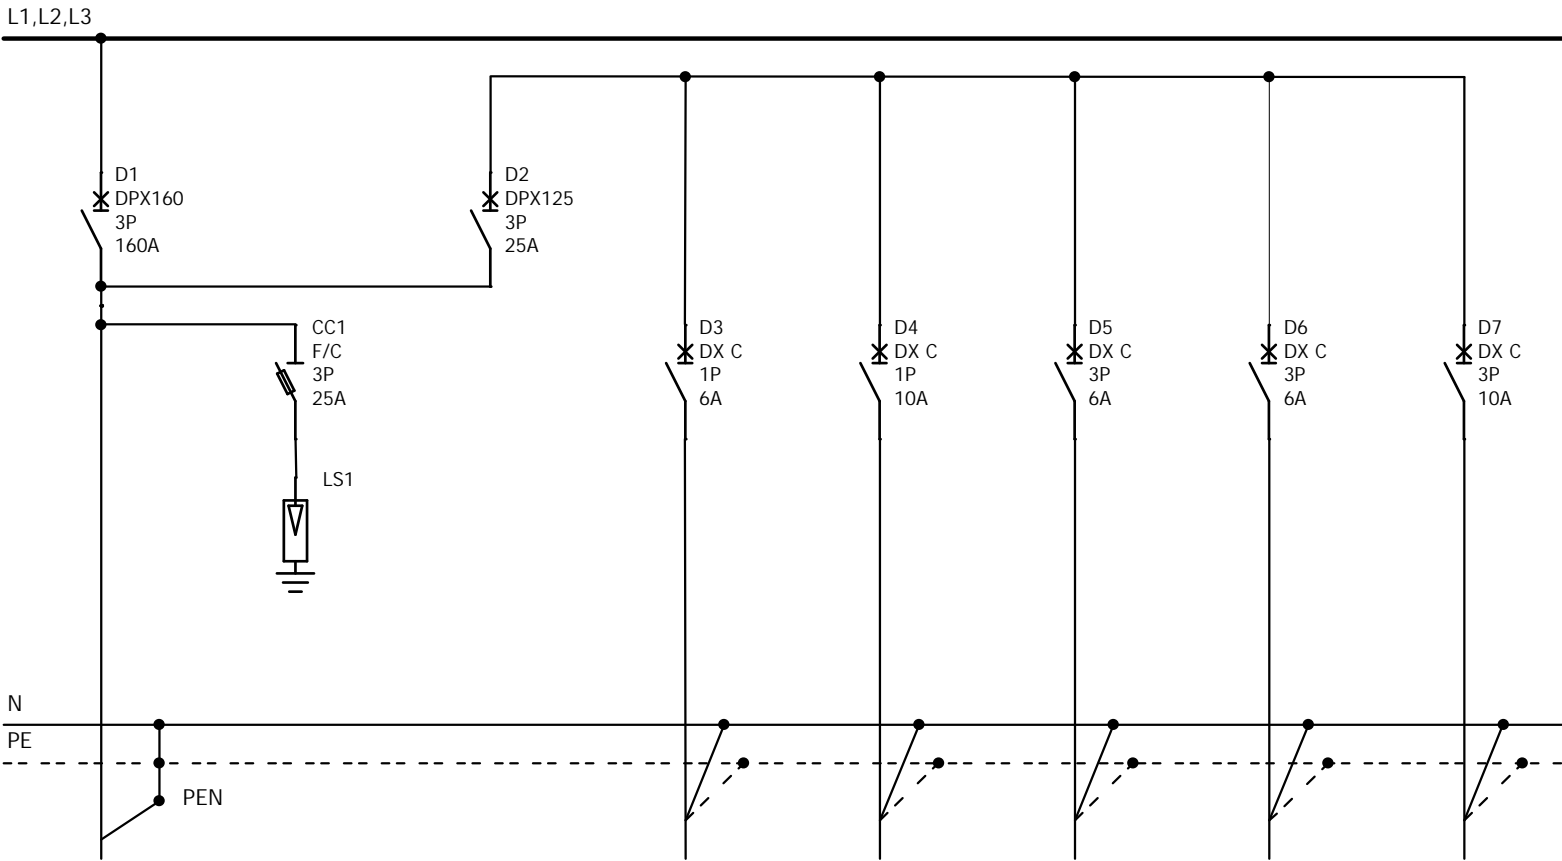 L1,L2,L3
D1
DPX160
3P
160A
D2
DPX125
3P
25A
CC1
F/C
3P
25A
LS1
D3
DX C
1P
6A
D4
DX C
1P
10A
D5
DX C
3P
6A
D6
DX C
3P
6A
D7
DX C
3P
10A
N
PE
PEN